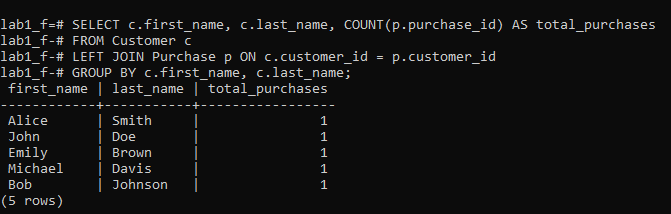 lab1_f=# SELECT c.first_name, c.last_name, COUNT(p.purchase_id) AS total_purchases
lab1_f-# FROM Customer c
lab1_f-# LEFT JOIN Purchase p ON c.customer_id = p.customer_id
lab1_f-# GROUP BY c.first_name, c.last_name;
 first_name | last_name | total_purchases
------------+-----------+-----------------
 Alice      | Smith     |               1
 John       | Doe       |               1
 Emily      | Brown     |               1
 Michael    | Davis     |               1
 Bob        | Johnson   |               1
(5 rows)